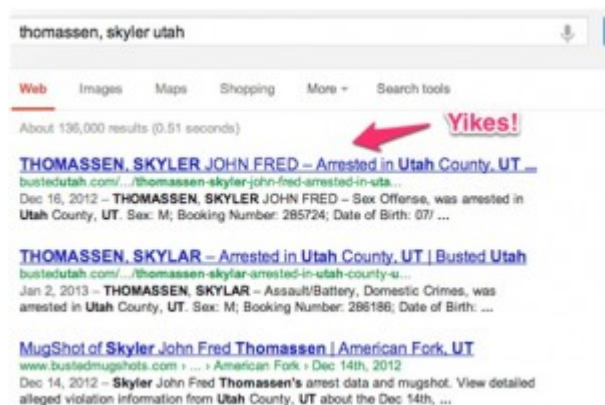 thomassen, skyler utah
Web Images Maps Shopping More Search tools
About 136,000 results (0.51 seconds)
Yikes!
THOMASSEN, SKYLER JOHN FRED – Arrested in Utah County, UT ...
bustedutah.com/.../thomassen-skyler-john-fred-arrested-in-uta...
Dec 16, 2012 – THOMASSEN, SKYLER JOHN FRED – Sex Offense, was arrested in
Utah County, UT. Sex: M; Booking Number: 285724; Date of Birth: 07/ ...
THOMASSEN, SKYLAR – Arrested in Utah County, UT | Busted Utah
bustedutah.com/.../thomassen-skylar-arrested-in-utah-county-u...
Jan 2, 2013 – THOMASSEN, SKYLAR – Assault/Battery, Domestic Crimes, was
arrested in Utah County, UT. Sex: M; Booking Number: 286186; Date of Birth: ...
MugShot of Skyler John Fred Thomassen | American Fork, UT
www.bustedmugshots.com › ... › American Fork › Dec 14th, 2012
Dec 14, 2012 – Skyler John Fred Thomassen's arrest data and mugshot. View detailed
alleged violation information from Utah County, UT about the Dec 14th, ...